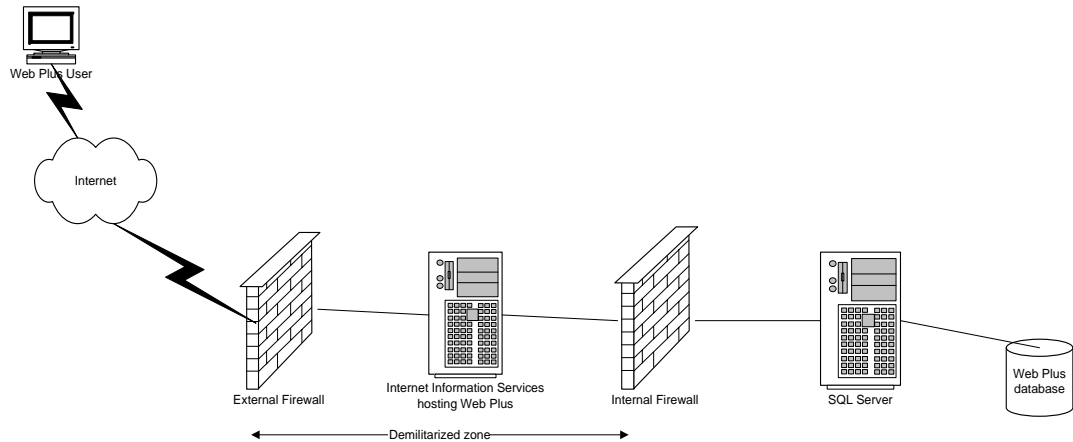 Web Plus User
Internet
External Firewall
Internet Information Services
hosting Web Plus
Internal Firewall
SQL Server
Web Plus
database
Demilitarized zone